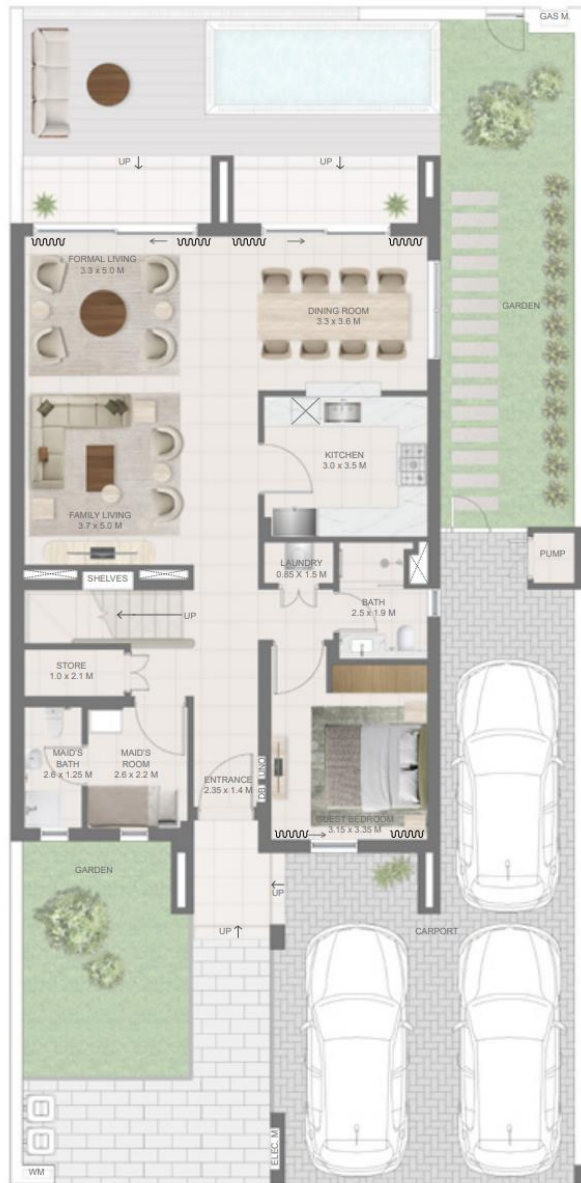 GAS M.
UP
UP
FORMAL LIVING
3.9 x 5.0 M
DINING ROOM
3.3 x 3.6 M
GARDEN
KITCHEN
3.0 x 3.5 M
FAMILY LIVING
3.7 x 5.0 M
LAUNDRY
0.85 X 1.5 M
PUMP
SHELVES
BATH
2.5 x 1.9 M
UP
STORE
1.0 x 2.1 M
MAID'S
BATH
2.6 x 1.25 M
MAID'S
ROOM
2.6 x 2.2 M
ENTRANCE
2.35 x 1.4 M
DB
ONU
GUEST BEDROOM
3.15 x 3.35 M
GARDEN
UP
UP
CARPORT
ELEC. M
WM